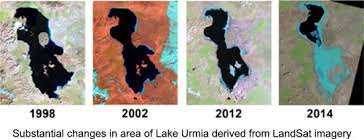 1998 2002 2012 2014
Substantial changes in area of Lake Urmia derived from LandSat imagery